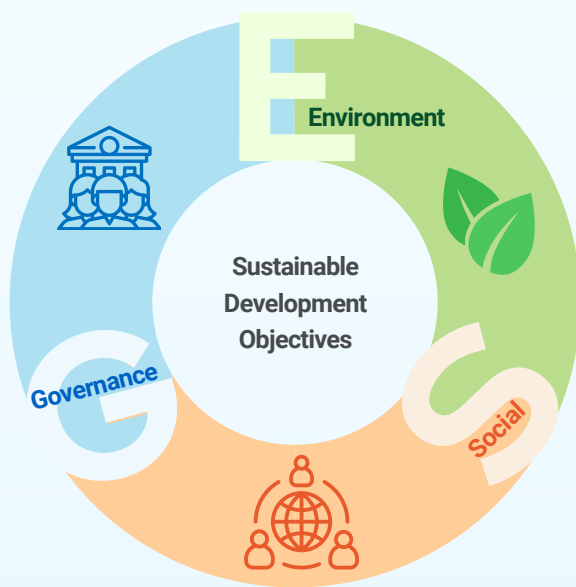 E
Environment
Sustainable
Development
Objectives
G
Governance
S
Social